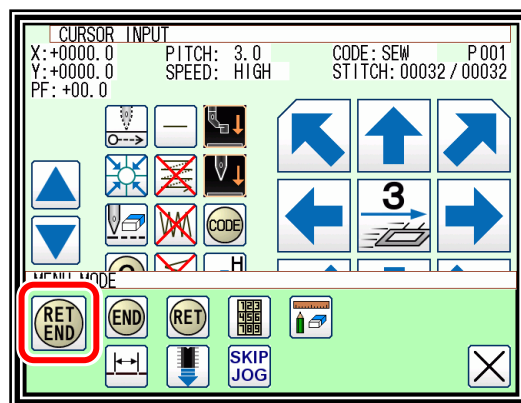 CURSOR INPUT
X:+0000.0 PITCH: 3.0 CODE:SEW P001
Y:+0000.0 SPEED: HIGH STITCH:00032/00032
PF:+00.0
CODE
3
H
MENU MODE
RET END
END
RET
123
456
789
SKIP JOG